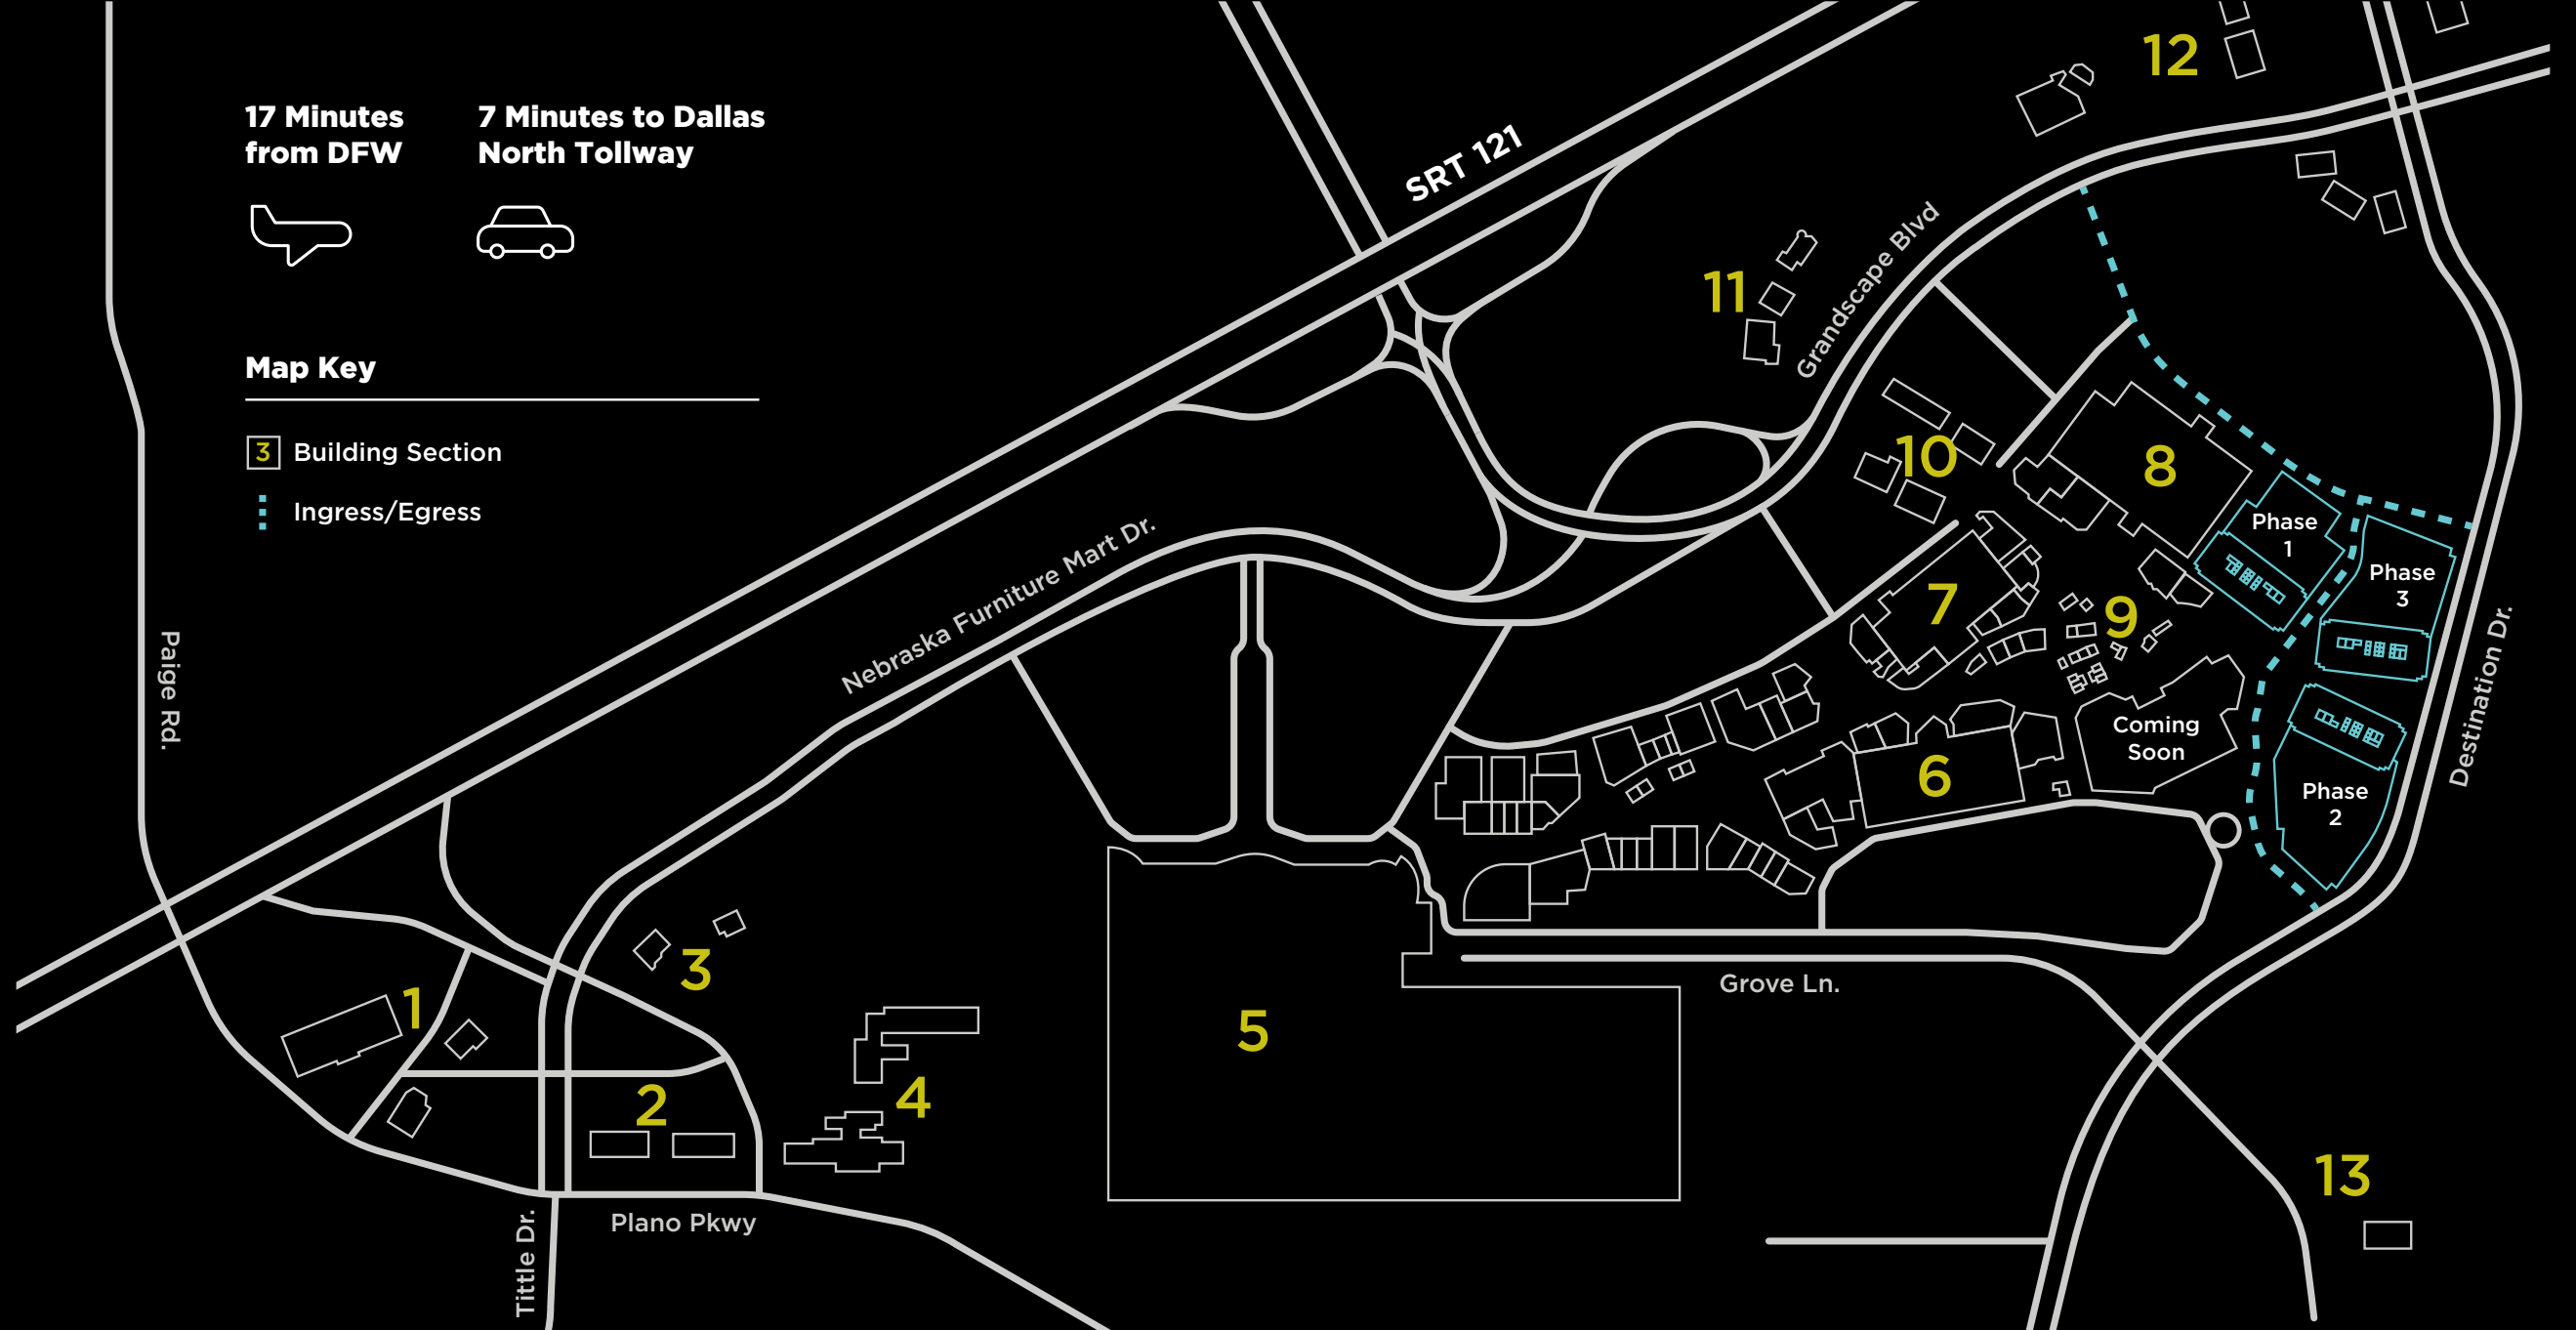 17 Minutes
from DFW
7 Minutes to Dallas
North Tollway
Map Key
3 Building Section
Ingress/Egress
SRT 121
Grandscape Blvd
Nebraska Furniture Mart Dr.
Paige Rd.
Destination Dr.
Grove Ln.
Plano Pkwy
Tittle Dr.
12
11
10
8
7
9
6
Phase
1
Phase
3
Coming
Soon
Phase
2
3
1
2
4
5
13